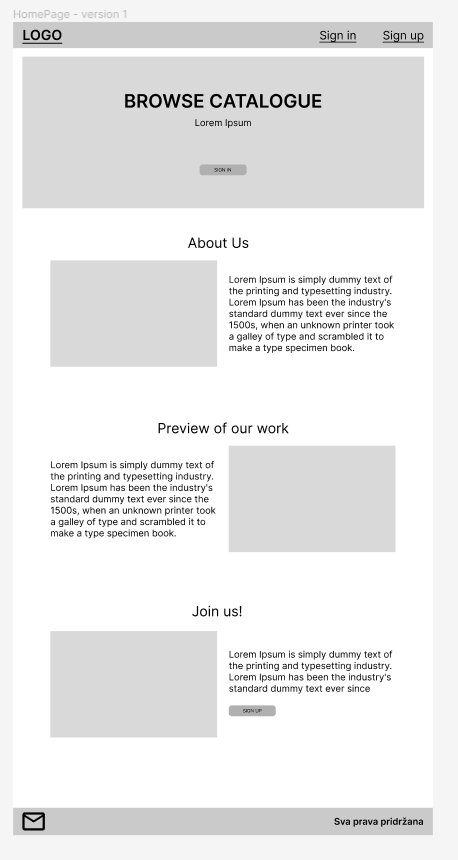 HomePage - version 1
LOGO
Sign in
Sign up
BROWSE CATALOGUE
Lorem Ipsum
SIGN IN
About Us
Lorem Ipsum is simply dummy text of
the printing and typesetting industry.
Lorem Ipsum has been the industry's
standard dummy text ever since the
1500s, when an unknown printer took
a galley of type and scrambled it to
make a type specimen book.
Preview of our work
Lorem Ipsum is simply dummy text of
the printing and typesetting industry.
Lorem Ipsum has been the industry's
standard dummy text ever since the
1500s, when an unknown printer took
a galley of type and scrambled it to
make a type specimen book.
Join us!
Lorem Ipsum is simply dummy text of
the printing and typesetting industry.
Lorem Ipsum has been the industry's
standard dummy text ever since
SIGN UP
Sva prava pridržana